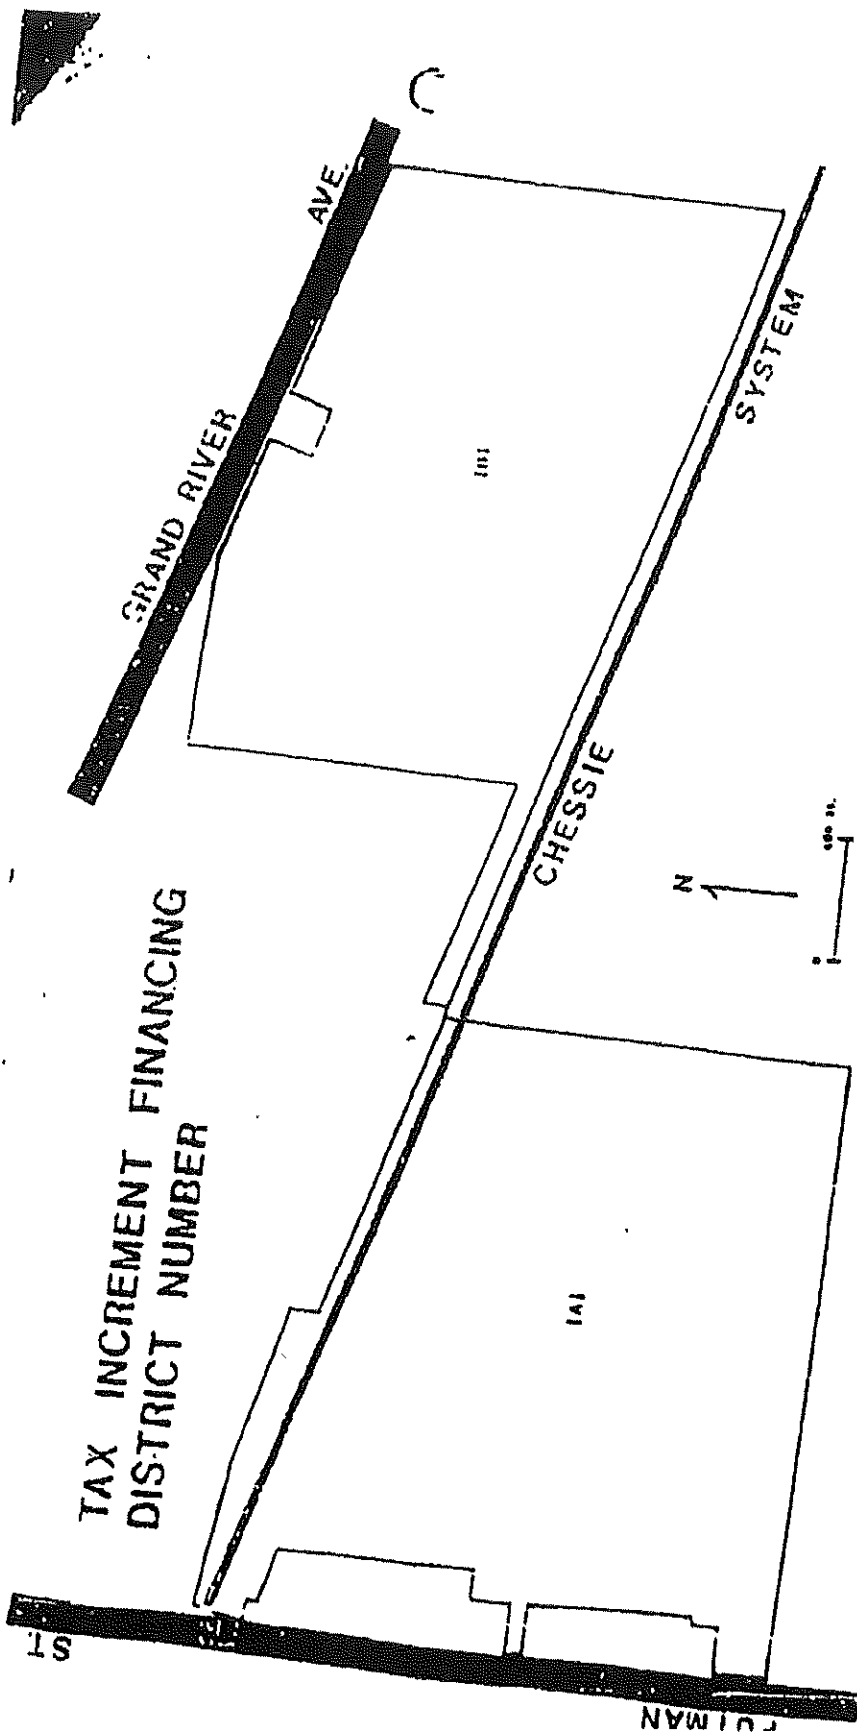 TAX INCREMENT FINANCING
DISTRICT NUMBER
GRAND RIVER AVE.
CHESSIE SYSTEM
N
ST.